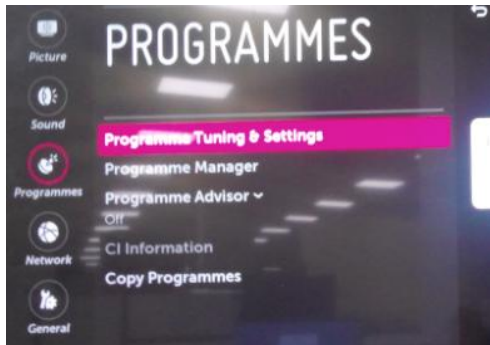 PROGRAMMES
Picture
Sound
Programmes
Network
General
Programme Tuning & Settings
Programme Manager
Programme Advisor
Off
CI Information
Copy Programmes